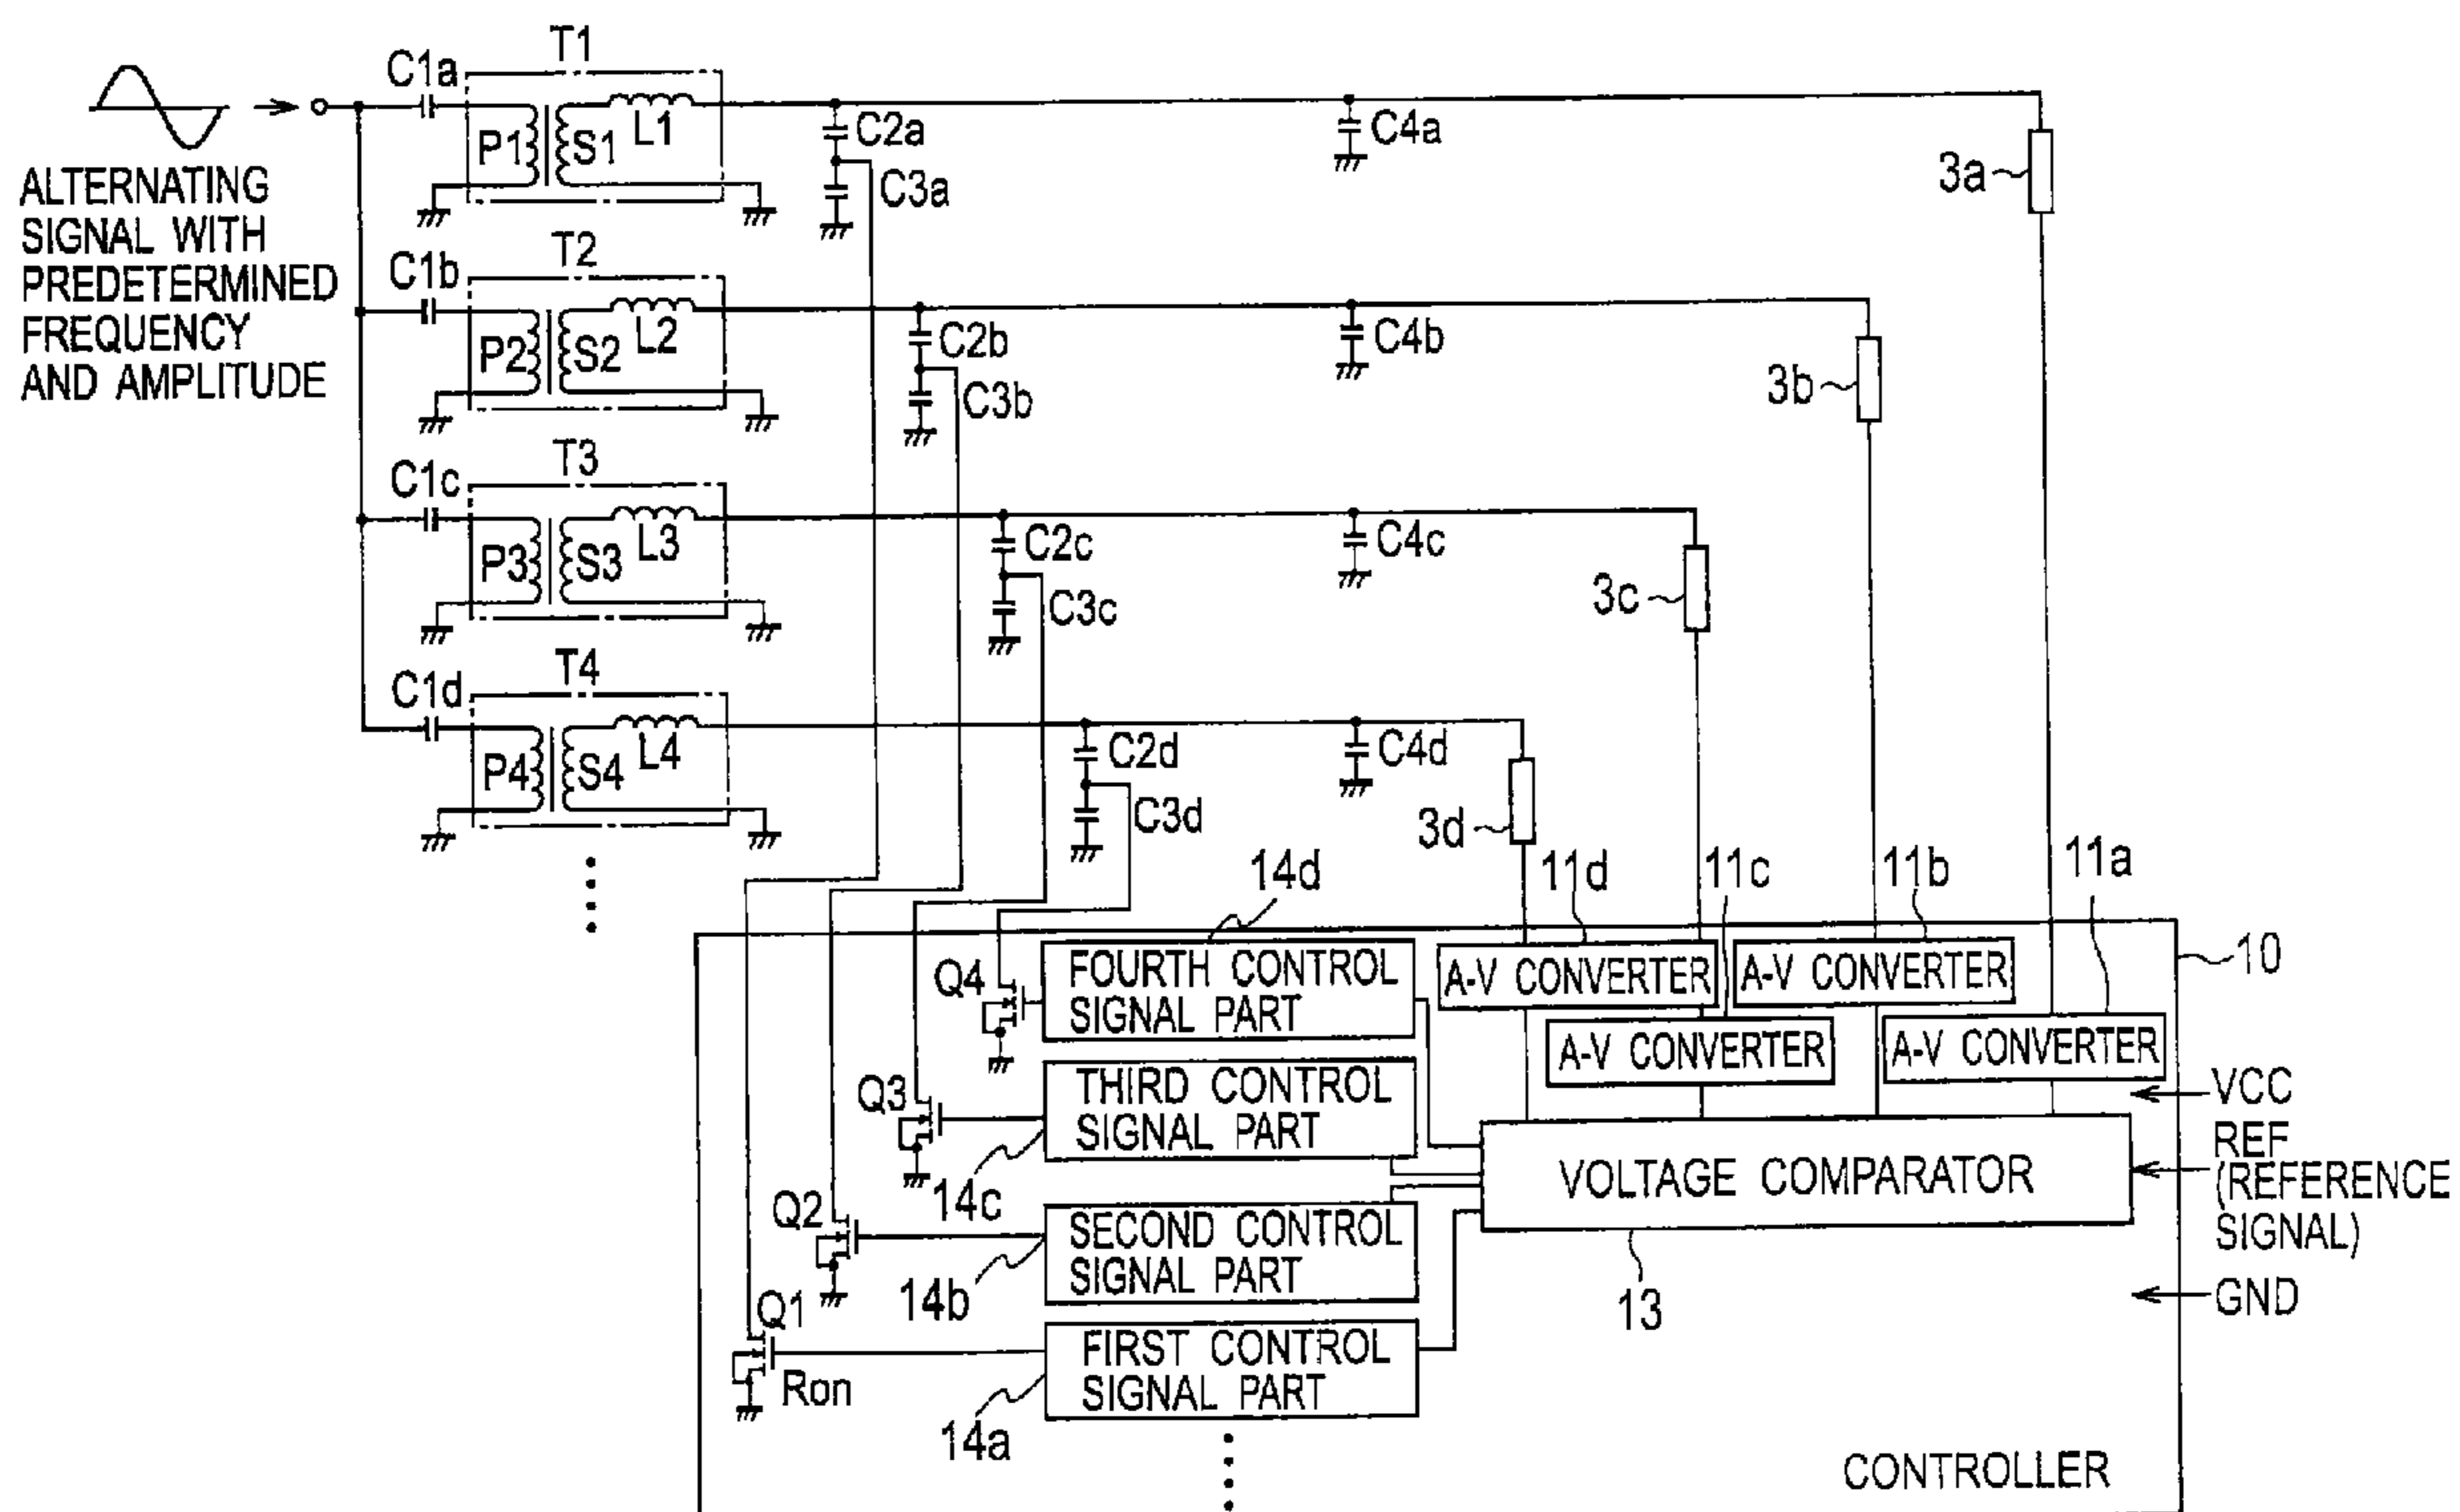 T1
C1a
P1
S1
L1
C2a
C3a
C4a
3a
ALTERNATING
SIGNAL WITH
PREDETERMINED
FREQUENCY
AND AMPLITUDE
T2
C1b
P2
S2
L2
C2b
C3b
C4b
3b
T3
C1c
P3
S3
L3
C2c
C3c
C4c
3c
T4
C1d
P4
S4
L4
C2d
C3d
C4d
3d
14d
11d
11c
11b
11a
10
Q4
FOURTH CONTROL
SIGNAL PART
A-V CONVERTER
A-V CONVERTER
A-V CONVERTER
A-V CONVERTER
Q3
THIRD CONTROL
SIGNAL PART
14c
VCC
REF
(REFERENCE
SIGNAL)
VOLTAGE COMPARATOR
13
Q2
SECOND CONTROL
SIGNAL PART
14b
GND
Q1
Ron
FIRST CONTROL
SIGNAL PART
14a
CONTROLLER